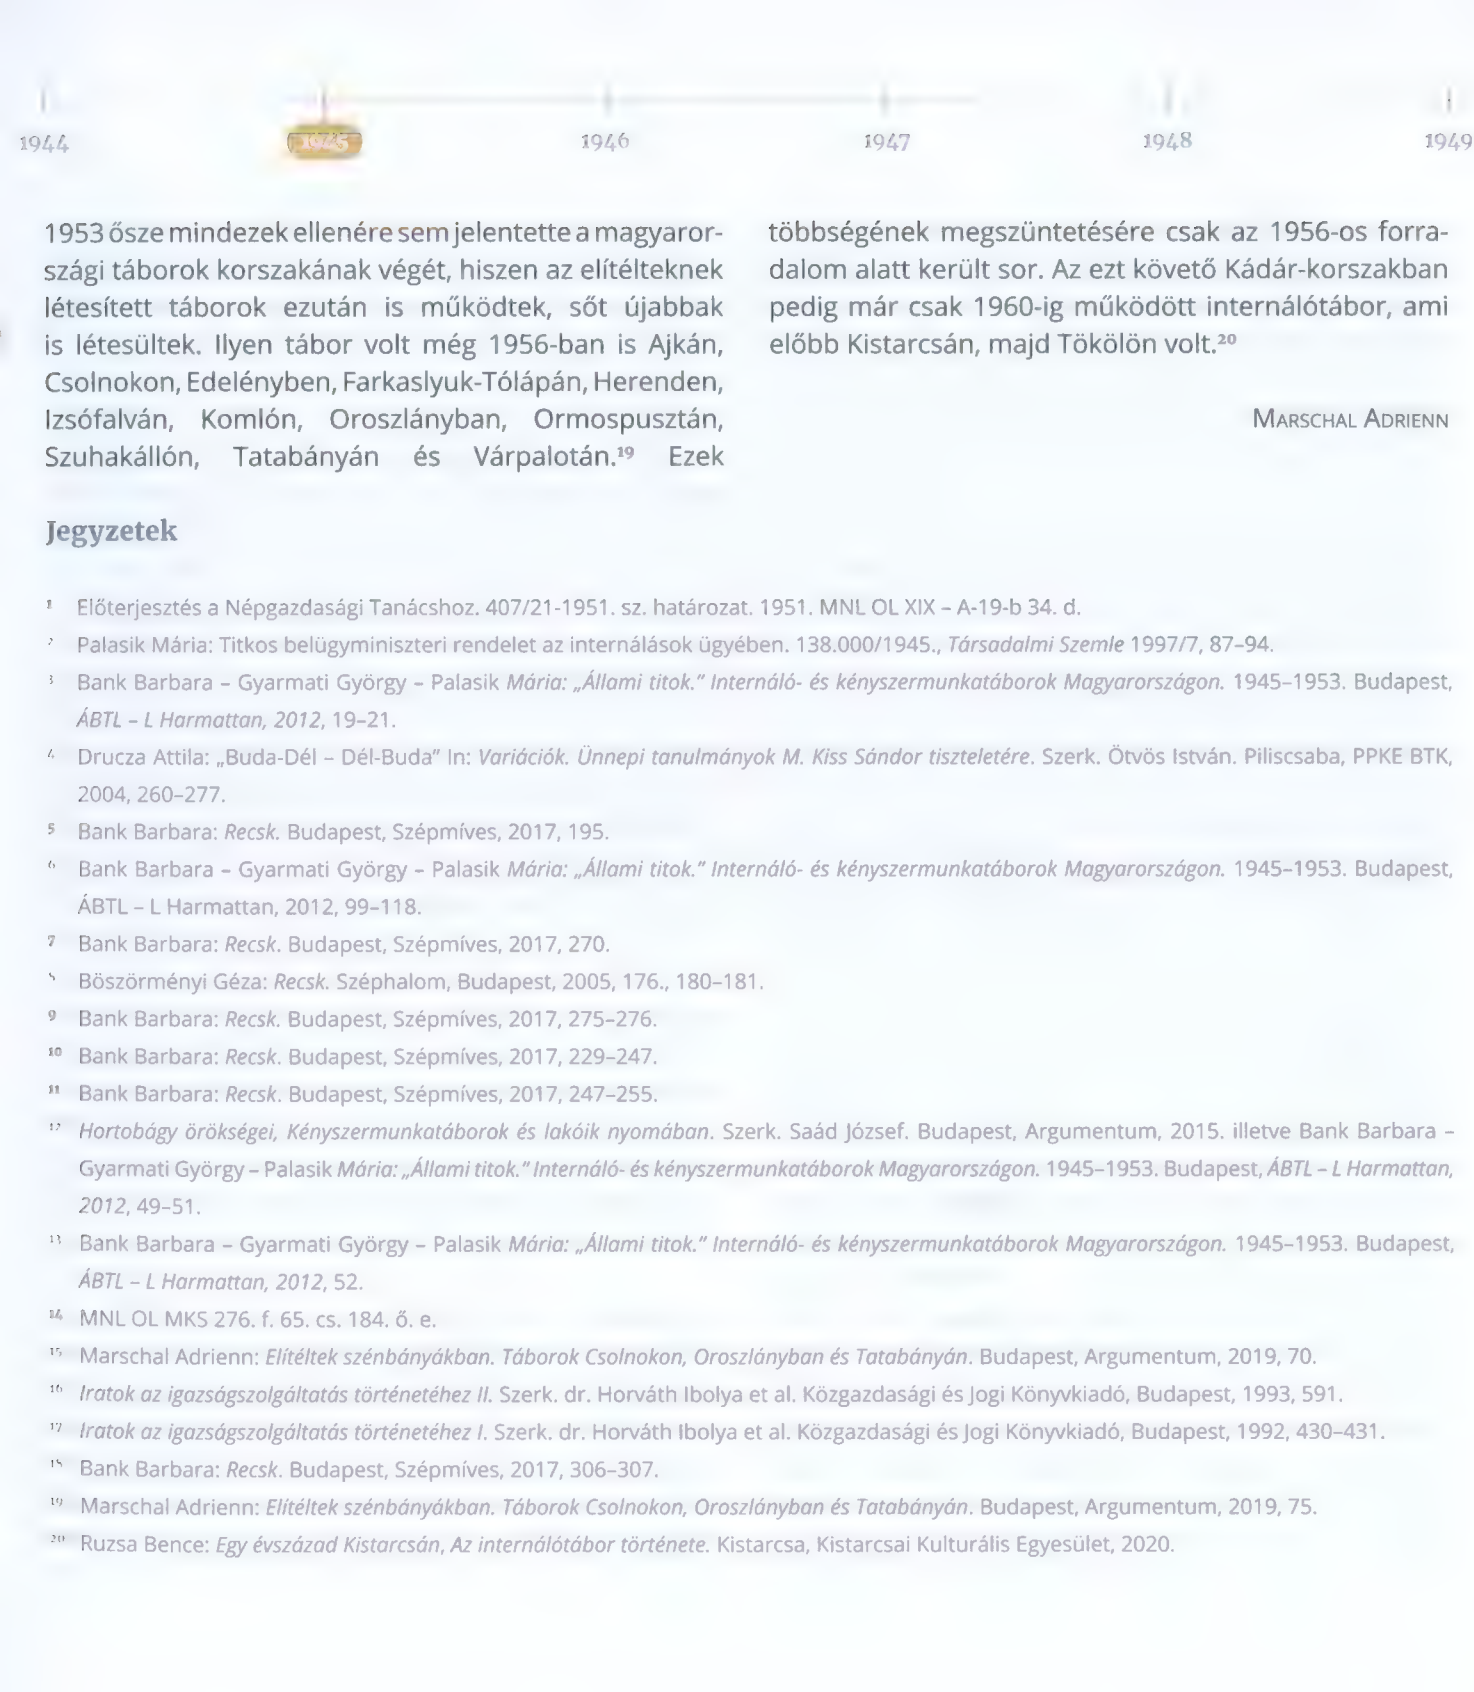 1944 1945 1946 1947 1948 1949
1953 ősze mindezek ellenére sem jelentette a magyaror-
szági táborok korszakának végét, hiszen az elítélteknek
létesített táborok ezután is működtek, sőt újabbak
is létesültek. Ilyen tábor volt még 1956-ban is Ajkán,
Csolnokon, Edelényben, Farkaslyuk-Tólápán, Herenden,
Izsófalván, Komlón, Oroszlányban, Ormospusztán,
Szuhakállón, Tatabányán és Várpalotán.¹⁹ Ezek
többségének megszüntetésére csak az 1956-os forra-
dalom alatt került sor. Az ezt követő Kádár-korszakban
pedig már csak 1960-ig működött internálótábor, ami
előbb Kistarcsán, majd Tökölön volt.²⁰
Marschal Adrienn
Jegyzetek
¹ Előterjesztés a Népgazdasági Tanácshoz. 407/21-1951. sz. határozat. 1951. MNL OL XIX – A-19-b 34. d.
² Palasik Mária: Titkos belügyminiszteri rendelet az internálások ügyében. 138.000/1945., Társadalmi Szemle 1997/7, 87–94.
³ Bank Barbara – Gyarmati György – Palasik Mária: „Állami titok.” Internáló- és kényszermunkatáborok Magyarországon. 1945–1953. Budapest,
ÁBTL – L Harmattan, 2012, 19–21.
⁴ Drucza Attila: „Buda-Dél – Dél-Buda” In: Variációk. Ünnepi tanulmányok M. Kiss Sándor tiszteletére. Szerk. Ötvös István. Piliscsaba, PPKE BTK,
2004, 260–277.
⁵ Bank Barbara: Recsk. Budapest, Szépmíves, 2017, 195.
⁶ Bank Barbara – Gyarmati György – Palasik Mária: „Állami titok.” Internáló- és kényszermunkatáborok Magyarországon. 1945–1953. Budapest,
ÁBTL – L Harmattan, 2012, 99–118.
⁷ Bank Barbara: Recsk. Budapest, Szépmíves, 2017, 270.
⁸ Böszörményi Géza: Recsk. Széphalom, Budapest, 2005, 176., 180–181.
⁹ Bank Barbara: Recsk. Budapest, Szépmíves, 2017, 275–276.
¹⁰ Bank Barbara: Recsk. Budapest, Szépmíves, 2017, 229–247.
¹¹ Bank Barbara: Recsk. Budapest, Szépmíves, 2017, 247–255.
¹² Hortobágy örökségei, Kényszermunkatáborok és lakóik nyomában. Szerk. Saád József. Budapest, Argumentum, 2015. illetve Bank Barbara –
Gyarmati György – Palasik Mária: „Állami titok.” Internáló- és kényszermunkatáborok Magyarországon. 1945–1953. Budapest, ÁBTL – L Harmattan,
2012, 49–51.
¹³ Bank Barbara – Gyarmati György – Palasik Mária: „Állami titok.” Internáló- és kényszermunkatáborok Magyarországon. 1945–1953. Budapest,
ÁBTL – L Harmattan, 2012, 52.
¹⁴ MNL OL MKS 276. f. 65. cs. 184. ő. e.
¹⁵ Marschal Adrienn: Elítéltek szénbányákban. Táborok Csolnokon, Oroszlányban és Tatabányán. Budapest, Argumentum, 2019, 70.
¹⁶ Iratok az igazságszolgáltatás történetéhez II. Szerk. dr. Horváth Ibolya et al. Közgazdasági és Jogi Könyvkiadó, Budapest, 1993, 591.
¹⁷ Iratok az igazságszolgáltatás történetéhez I. Szerk. dr. Horváth Ibolya et al. Közgazdasági és Jogi Könyvkiadó, Budapest, 1992, 430–431.
¹⁸ Bank Barbara: Recsk. Budapest, Szépmíves, 2017, 306–307.
¹⁹ Marschal Adrienn: Elítéltek szénbányákban. Táborok Csolnokon, Oroszlányban és Tatabányán. Budapest, Argumentum, 2019, 75.
²⁰ Ruzsa Bence: Egy évszázad Kistarcsán, Az internálótábor története. Kistarcsa, Kistarcsai Kulturális Egyesület, 2020.